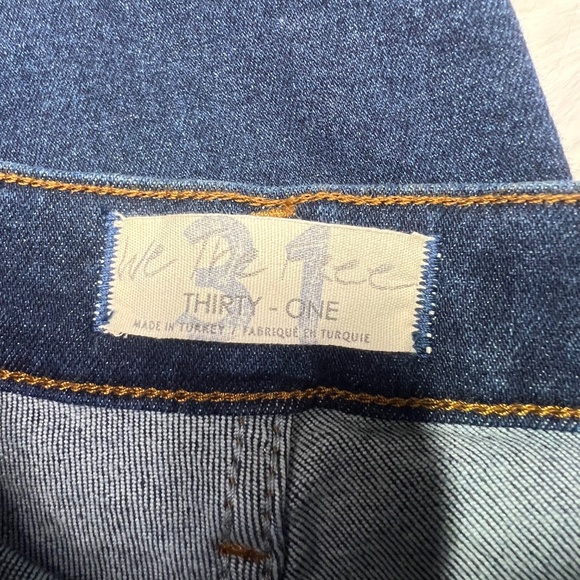 31
We The Free
THIRTY - ONE
MADE IN TURKEY / FABRIQUÉ EN TURQUIE